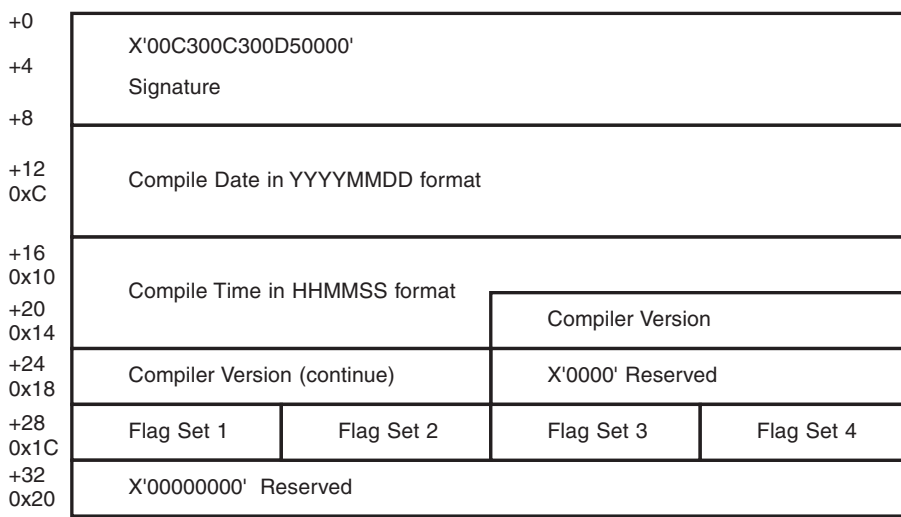 +0
X'00C300C300D50000'
+4
Signature
+8
+12
0xC
Compile Date in YYYYMMDD format
+16
0x10
Compile Time in HHMMSS format
+20
0x14
Compiler Version
+24
0x18
Compiler Version (continue)
X'0000' Reserved
+28
0x1C
Flag Set 1
Flag Set 2
Flag Set 3
Flag Set 4
+32
0x20
X'00000000' Reserved